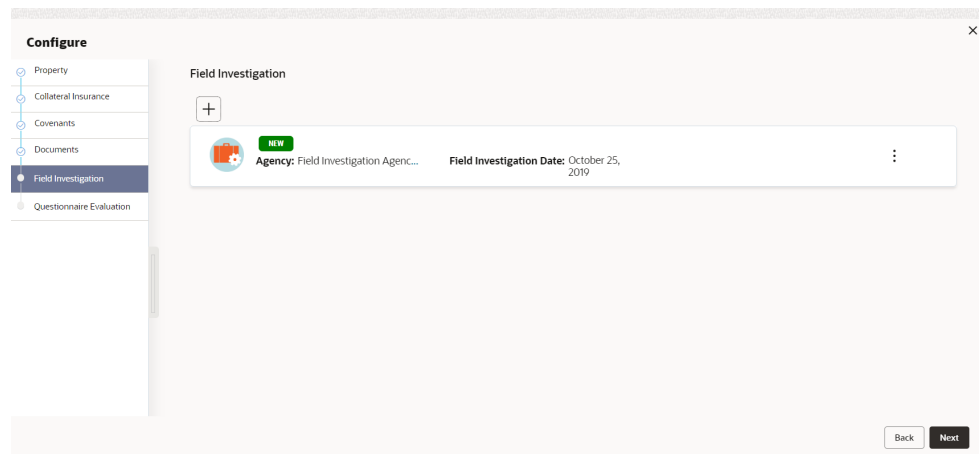 Configure
Property
Collateral Insurance
Covenants
Documents
Field Investigation
Questionnaire Evaluation
Field Investigation
NEW
Agency: Field Investigation Agenc... Field Investigation Date: October 25,
2019
Back Next